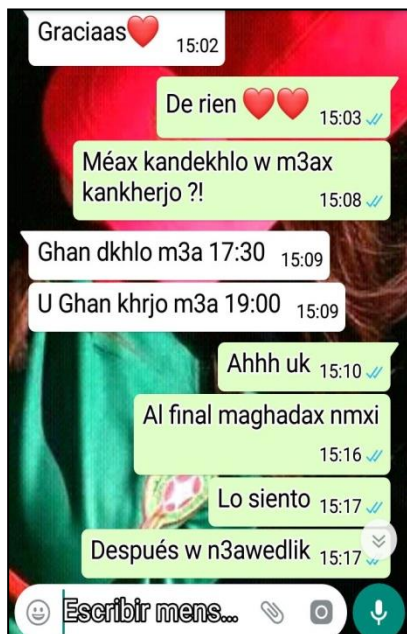 Graciaas❤️
15:02
De rien ❤️❤️
15:03
Méax kandekhlo w m3ax
kankherjo ?!
15:08
Ghan dkhlo m3a 17:30 15:09
U Ghan khrjo m3a 19:00 15:09
Ahhh uk 15:10
Al final maghadax nmxi
15:16
Lo siento 15:17
Después w n3awedlik 15:17
Escribir mens...